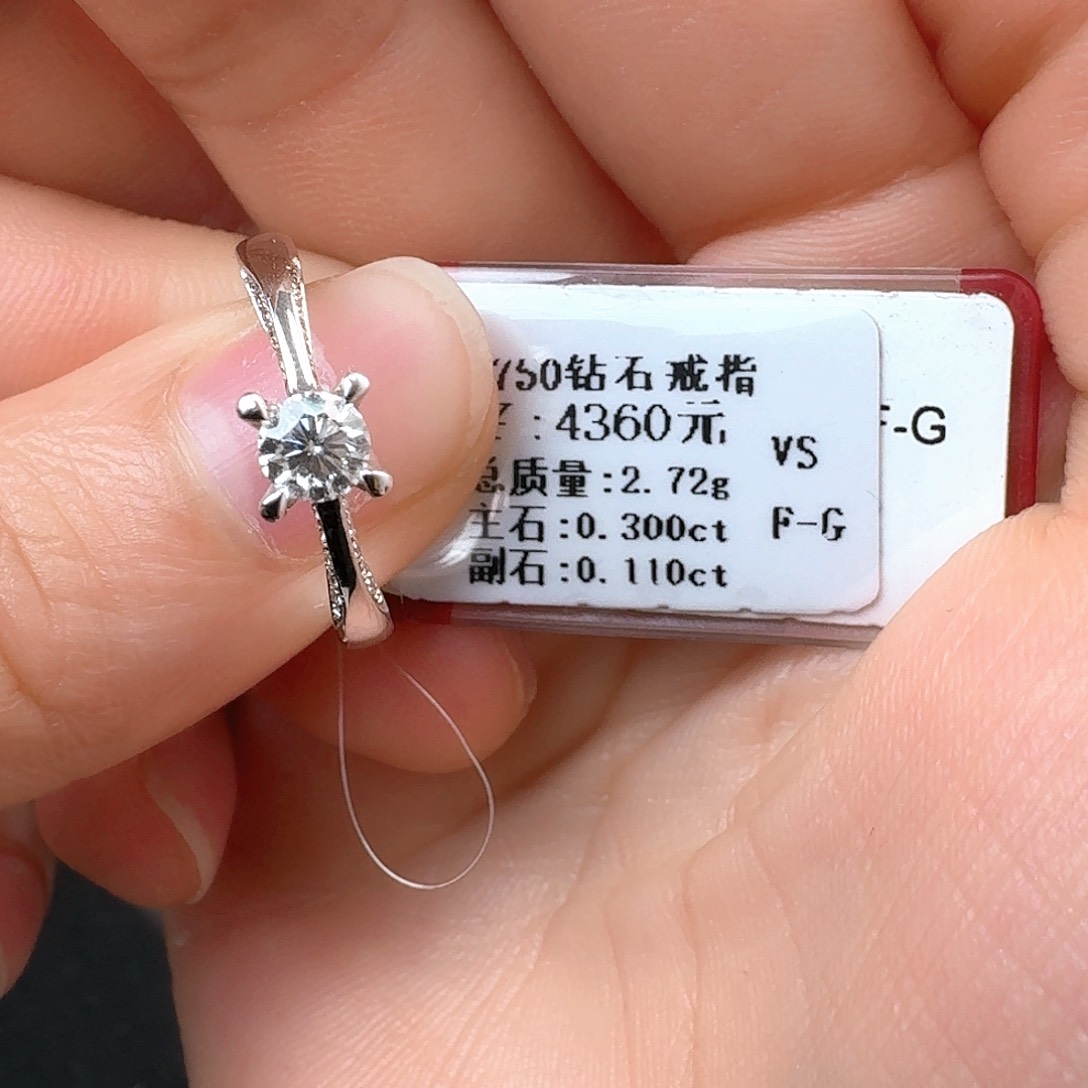 750钻石戒指
:4360元
总质量:2.72g
主石:0.300ct
副石:0.110ct
VS
F-G
F-G